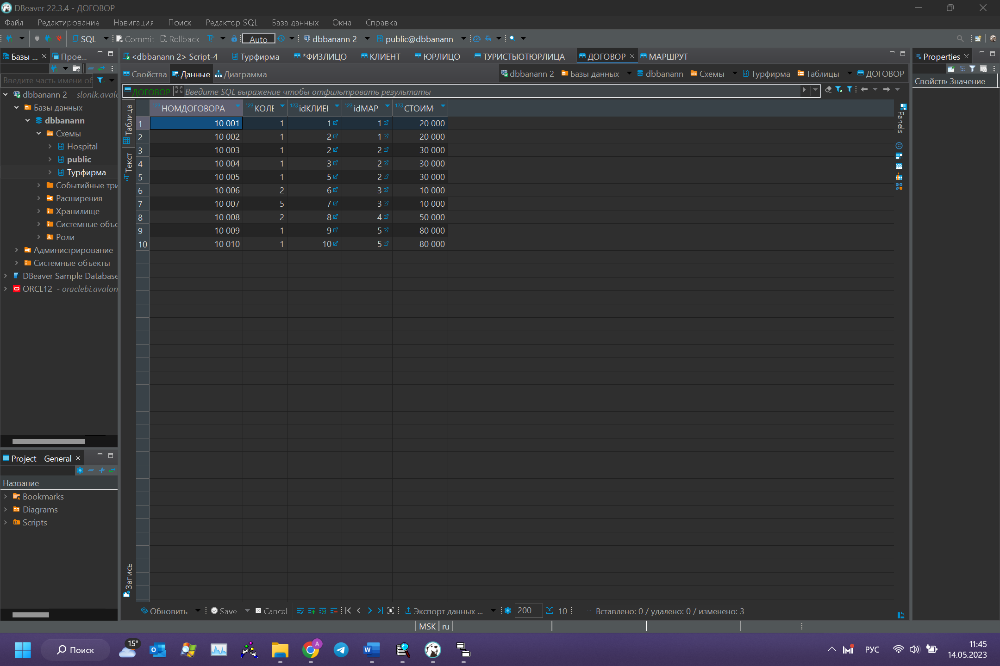 DBeaver 22.3.4 - ДОГОВОР
Файл Редактирование Навигация Поиск Редактор SQL База данных Окна Справка
SQL Commit Rollback Auto dbbanann 2 public@dbbanann
Базы ... Прое...
Введите часть имени об
dbbanann 2 - slonik.avalo
Базы данных
dbbanann
Схемы
Hospital
public
Турфирма
Событийные три
Расширения
Хранилище
Системные объе
Роли
Администрирование
Системные объекты
DBeaver Sample Database
ORCL12 - oraclebi.avalon
Project - General
Название
Bookmarks
Diagrams
Scripts
<dbbanann 2> Script-4 Турфирма *ФИЗЛИЦО КЛИЕНТ ЮРЛИЦО ТУРИСТЫОТЮРЛИЦА ДОГОВОР МАРШРУТ
Свойства Данные Диаграмма
dbbanann 2 Базы данных dbbanann Схемы Турфирма Таблицы ДОГОВОР
ДОГОВОР Введите SQL выражение чтобы отфильтровать результаты
Таблица
Текст
Запись
123 НОМДОГОВОРА 123 КОЛЕ 123 idКЛИЕН 123 idМАР 123 СТОИМ
1 10 001 1 1 1 20 000
2 10 002 1 2 1 20 000
3 10 003 1 2 2 30 000
4 10 004 1 3 2 30 000
5 10 005 1 5 2 30 000
6 10 006 2 6 3 10 000
7 10 007 5 7 3 10 000
8 10 008 2 8 4 50 000
9 10 009 1 9 5 80 000
10 10 010 1 10 5 80 000
Panels
Properties
Свойств Значение
Обновить Save Cancel Экспорт данных ... 200 10 Вставлено: 0 / удалено: 0 / изменено: 3
MSK ru
15° Поиск
РУС
11:45
14.05.2023